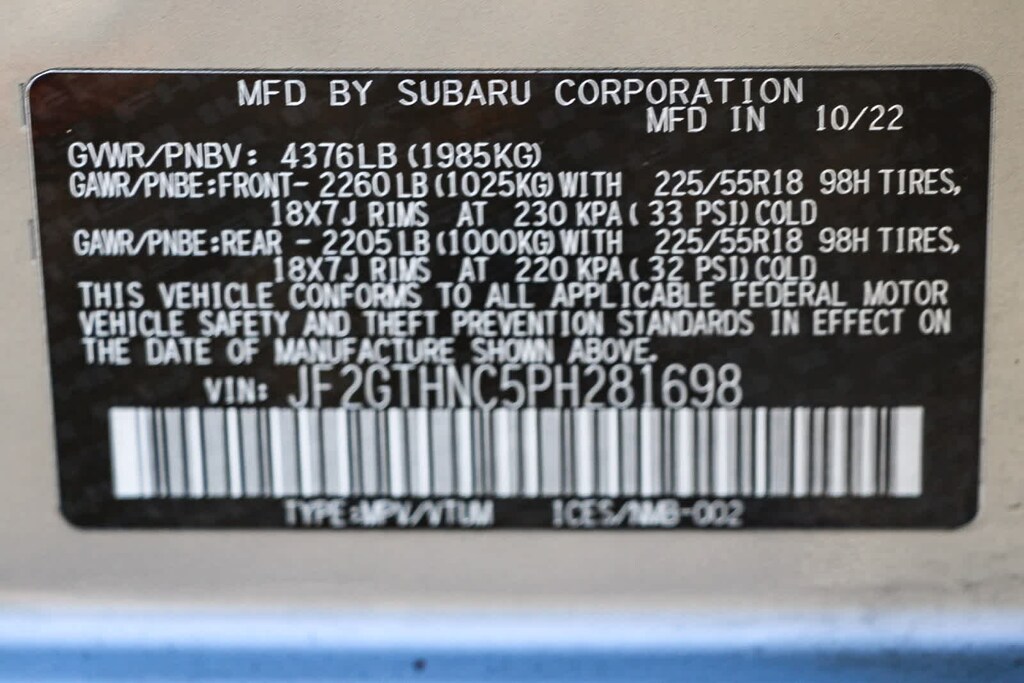 MFD BY SUBARU CORPORATION
MFD IN 10/22
GVWR/PNBV: 4376LB (1985KG)
GAWR/PNBE:FRONT- 2260LB(1025KG)WITH 225/55R18 98H TIRES,
18X7J RIMS AT 230 KPA( 33 PSI)COLD
GAWR/PNBE:REAR - 2205LB(1000KG)WITH 225/55R18 98H TIRES,
18X7J RIMS AT 220 KPA( 32 PSI)COLD
THIS VEHICLE CONFORMS TO ALL APPLICABLE FEDERAL MOTOR
VEHICLE SAFETY AND THEFT PREVENTION STANDARDS IN EFFECT ON
THE DATE OF MANUFACTURE SHOWN ABOVE.
VIN: JF2GTHNC5PH281698
TYPE:MPV/VTUM ICES/NMB-002